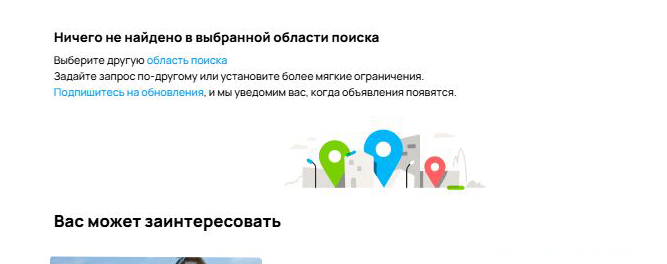 Ничего не найдено в выбранной области поиска
Выберите другую область поиска
Задайте запрос по-другому или установите более мягкие ограничения.
Подпишитесь на обновления, и мы уведомим вас, когда объявления появятся.
Вас может заинтересовать